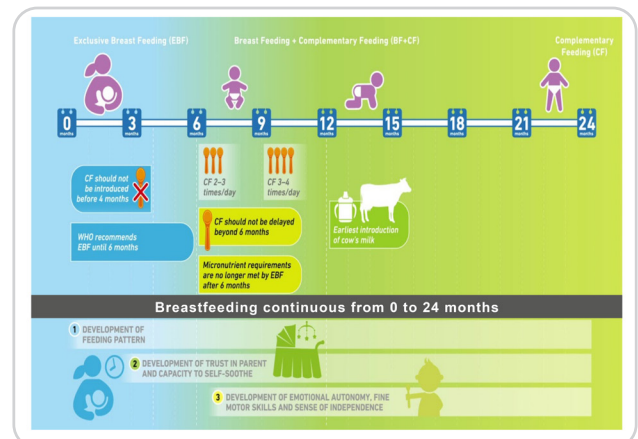 Exclusive Breast Feeding (EBF)
Breast Feeding + Complementary Feeding (BF+CF)
Complementary
Feeding (CF)
0
months
3
months
6
months
9
months
12
months
15
months
18
months
21
months
24
months
CF should not
be introduced
before 4 months
WHO recommends
EBF until 6 months
CF 2–3
times/day
CF 3–4
times/day
CF should not be delayed
beyond 6 months
Micronutrient requirements
are no longer met by EBF
after 6 months
Earliest introduction
of cow's milk
Breastfeeding continuous from 0 to 24 months
1 DEVELOPMENT OF
FEEDING PATTERN
2 DEVELOPMENT OF TRUST IN PARENT
AND CAPACITY TO SELF-SOOTHE
3 DEVELOPMENT OF EMOTIONAL AUTONOMY, FINE
MOTOR SKILLS AND SENSE OF INDEPENDENCE